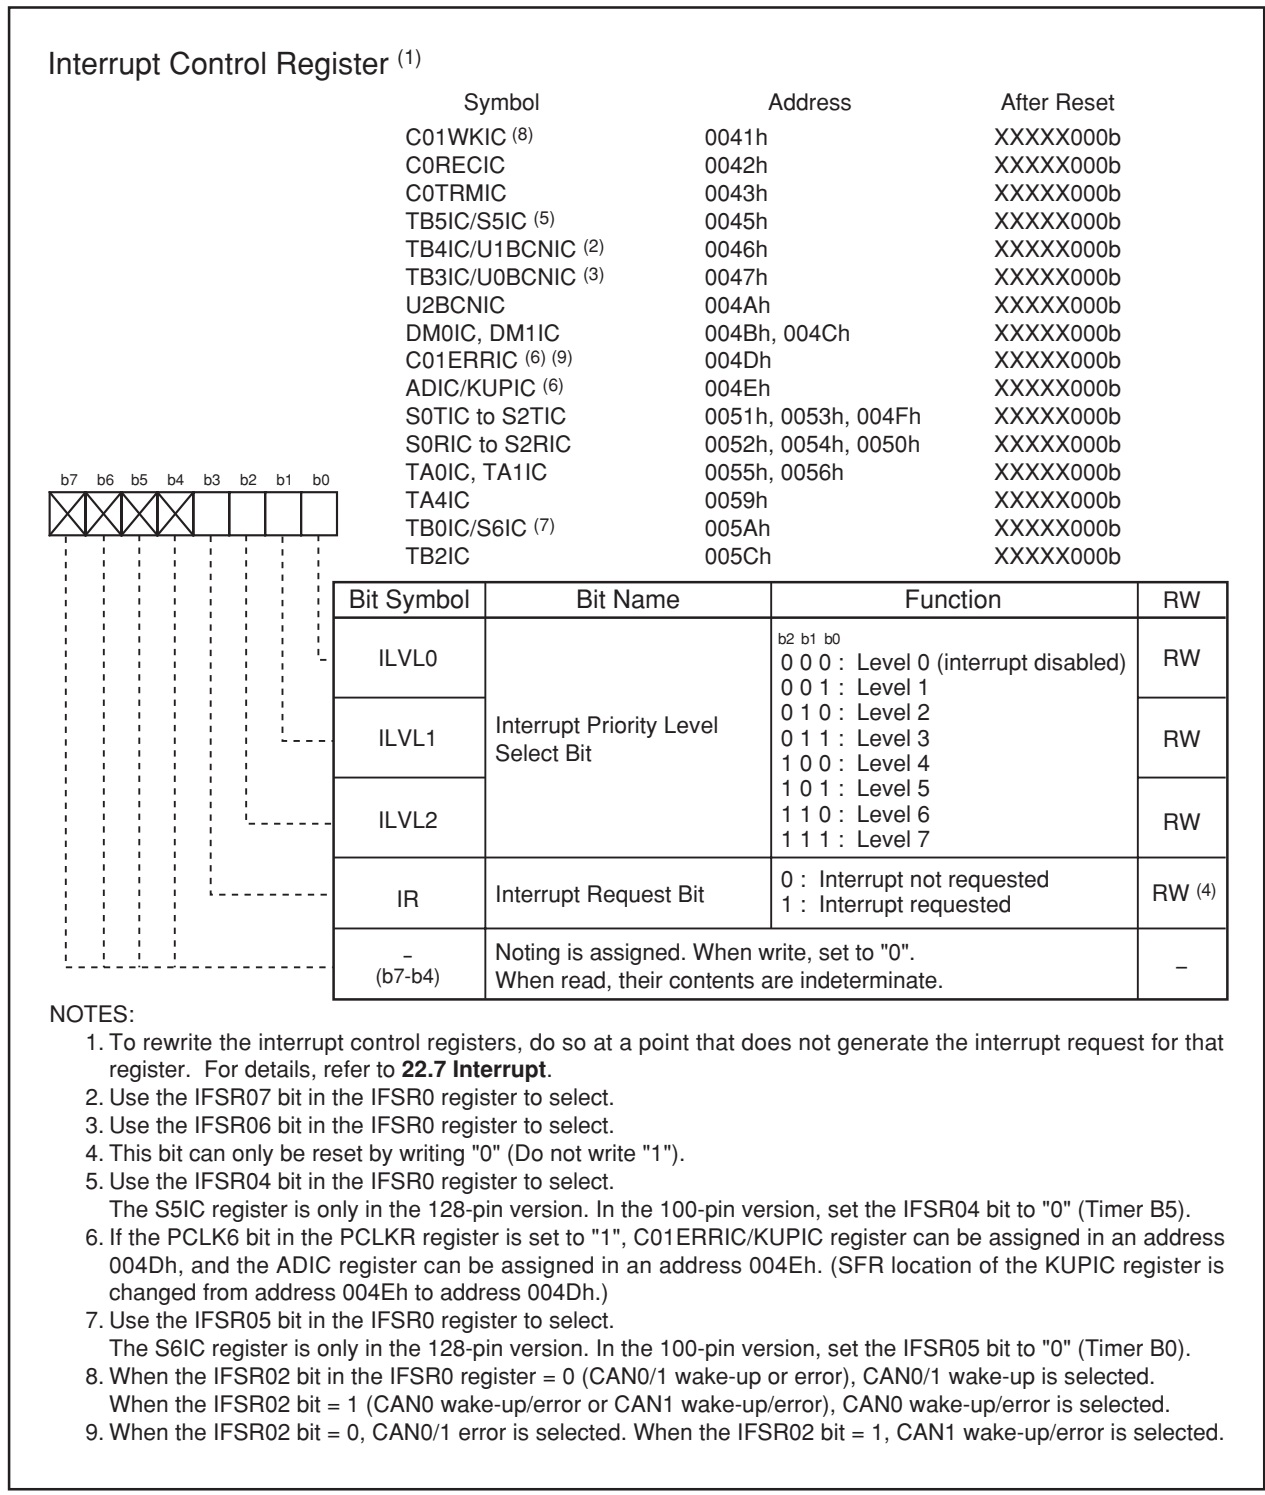 Interrupt Control Register (1)
Symbol Address After Reset
C01WKIC (8) 0041h XXXXX000b
C0RECIC 0042h XXXXX000b
C0TRMIC 0043h XXXXX000b
TB5IC/S5IC (5) 0045h XXXXX000b
TB4IC/U1BCNIC (2) 0046h XXXXX000b
TB3IC/U0BCNIC (3) 0047h XXXXX000b
U2BCNIC 004Ah XXXXX000b
DM0IC, DM1IC 004Bh, 004Ch XXXXX000b
C01ERRIC (6) (9) 004Dh XXXXX000b
ADIC/KUPIC (6) 004Eh XXXXX000b
S0TIC to S2TIC 0051h, 0053h, 004Fh XXXXX000b
S0RIC to S2RIC 0052h, 0054h, 0050h XXXXX000b
TA0IC, TA1IC 0055h, 0056h XXXXX000b
TA4IC 0059h XXXXX000b
TB0IC/S6IC (7) 005Ah XXXXX000b
TB2IC 005Ch XXXXX000b
b7 b6 b5 b4 b3 b2 b1 b0
Bit Symbol Bit Name Function RW
ILVL0 RW
ILVL1 RW
ILVL2 RW
Interrupt Priority Level
Select Bit
b2 b1 b0
0 0 0 : Level 0 (interrupt disabled)
0 0 1 : Level 1
0 1 0 : Level 2
0 1 1 : Level 3
1 0 0 : Level 4
1 0 1 : Level 5
1 1 0 : Level 6
1 1 1 : Level 7
IR Interrupt Request Bit RW (4)
0 : Interrupt not requested
1 : Interrupt requested
–
(b7-b4)
Noting is assigned. When write, set to "0".
When read, their contents are indeterminate.
–
NOTES:
1. To rewrite the interrupt control registers, do so at a point that does not generate the interrupt request for that
register. For details, refer to 22.7 Interrupt.
2. Use the IFSR07 bit in the IFSR0 register to select.
3. Use the IFSR06 bit in the IFSR0 register to select.
4. This bit can only be reset by writing "0" (Do not write "1").
5. Use the IFSR04 bit in the IFSR0 register to select.
The S5IC register is only in the 128-pin version. In the 100-pin version, set the IFSR04 bit to "0" (Timer B5).
6. If the PCLK6 bit in the PCLKR register is set to "1", C01ERRIC/KUPIC register can be assigned in an address
004Dh, and the ADIC register can be assigned in an address 004Eh. (SFR location of the KUPIC register is
changed from address 004Eh to address 004Dh.)
7. Use the IFSR05 bit in the IFSR0 register to select.
The S6IC register is only in the 128-pin version. In the 100-pin version, set the IFSR05 bit to "0" (Timer B0).
8. When the IFSR02 bit in the IFSR0 register = 0 (CAN0/1 wake-up or error), CAN0/1 wake-up is selected.
When the IFSR02 bit = 1 (CAN0 wake-up/error or CAN1 wake-up/error), CAN0 wake-up/error is selected.
9. When the IFSR02 bit = 0, CAN0/1 error is selected. When the IFSR02 bit = 1, CAN1 wake-up/error is selected.